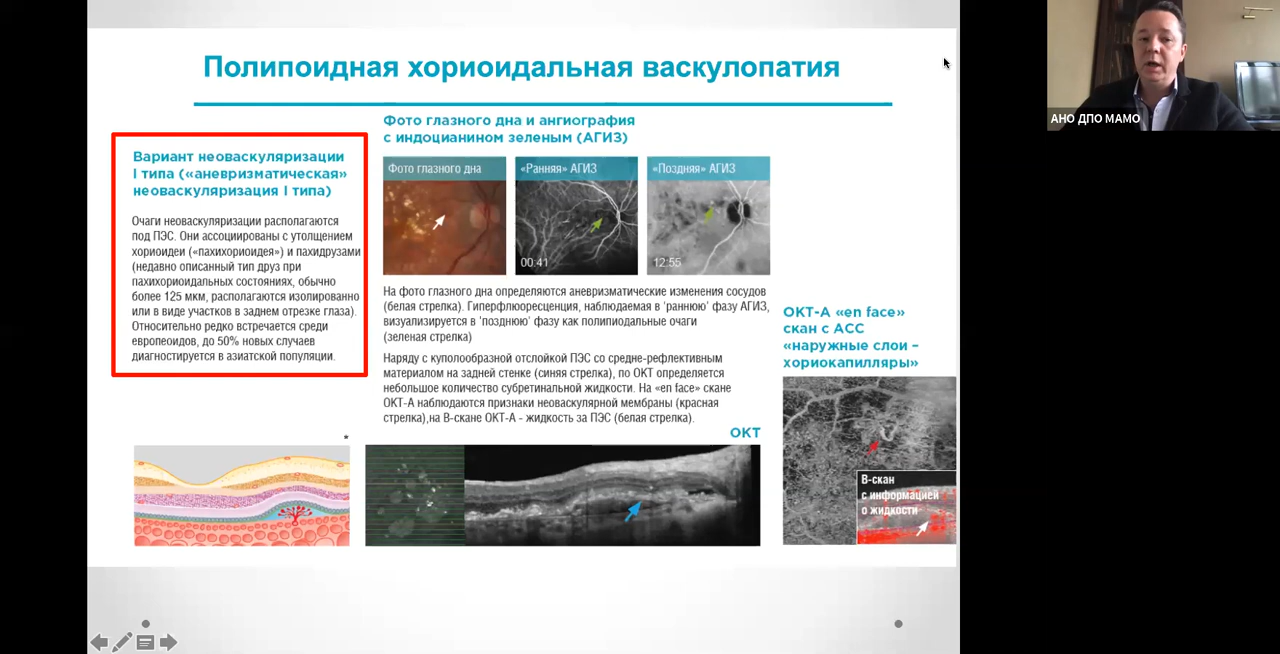 Полипоидная хориоидальная васкулопатия
Вариант неоваскуляризации
I типа («аневризматическая»
неоваскуляризация I типа)
Очаги неоваскуляризации располагаются
под ПЭС. Они ассоциированы с утолщением
хориоидеи («пахихориоидея») и пахидрузами
(недавно описанный тип друз при
пахихориоидальных состояниях, обычно
более 125 мкм, располагаются изолированно
или в виде участков в заднем отрезке глаза).
Относительно редко встречается среди
европеоидов, до 50% новых случаев
диагностируется в азиатской популяции.
*
Фото глазного дна и ангиография
с индоцианином зеленым (АГИЗ)
Фото глазного дна
«Ранняя» АГИЗ
«Поздняя» АГИЗ
00:41
12:55
На фото глазного дна определяются аневризматические изменения сосудов
(белая стрелка). Гиперфлюоресценция, наблюдаемая в 'раннюю' фазу АГИЗ,
визуализируется в 'позднюю' фазу как полипиодальные очаги
(зеленая стрелка)
Наряду с куполообразной отслойкой ПЭС со средне-рефлективным
материалом на задней стенке (синяя стрелка), по ОКТ определяется
небольшое количество субретинальной жидкости. На «en face» скане
ОКТ-А наблюдаются признаки неоваскулярной мембраны (красная
стрелка),на В-скане ОКТ-А - жидкость за ПЭС (белая стрелка).
ОКТ
ОКТ-А «en face»
скан с АСС
«наружные слои –
хориокапилляры»
В-скан
с информацией
о жидкости
АНО ДПО МАМО